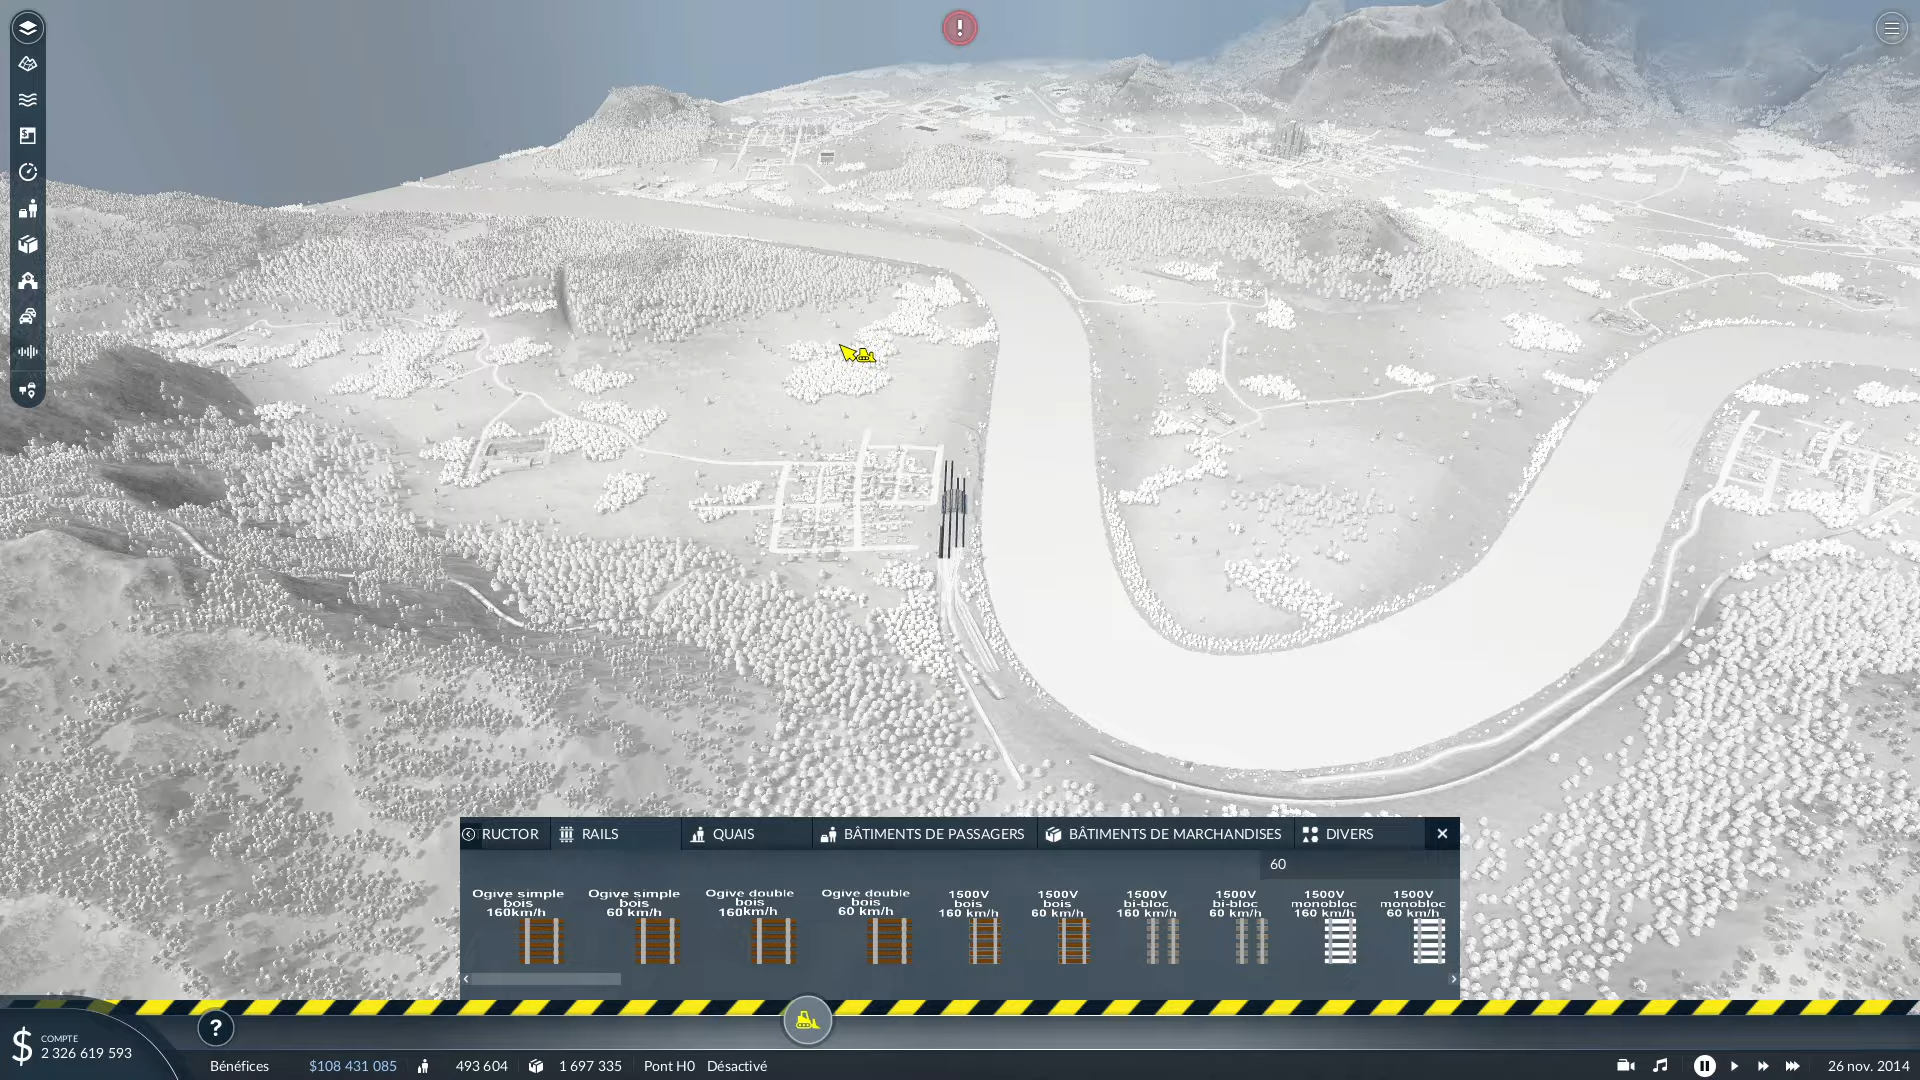 RUCTOR
RAILS
QUAIS
BÂTIMENTS DE PASSAGERS
BÂTIMENTS DE MARCHANDISES
DIVERS
60
Ogive simple
bois
160km/h
Ogive simple
bois
60 km/h
Ogive double
bois
160km/h
Ogive double
bois
60 km/h
1500V
bois
160 km/h
1500V
bois
60 km/h
1500V
bi-bloc
160 km/h
1500V
bi-bloc
60 km/h
1500V
monobloc
160 km/h
1500V
monobloc
60 km/h
?
$ COMPTE
2 326 619 593
Bénéfices $108 431 085 493 604 1 697 335 Pont H0 Désactivé
26 nov. 2014